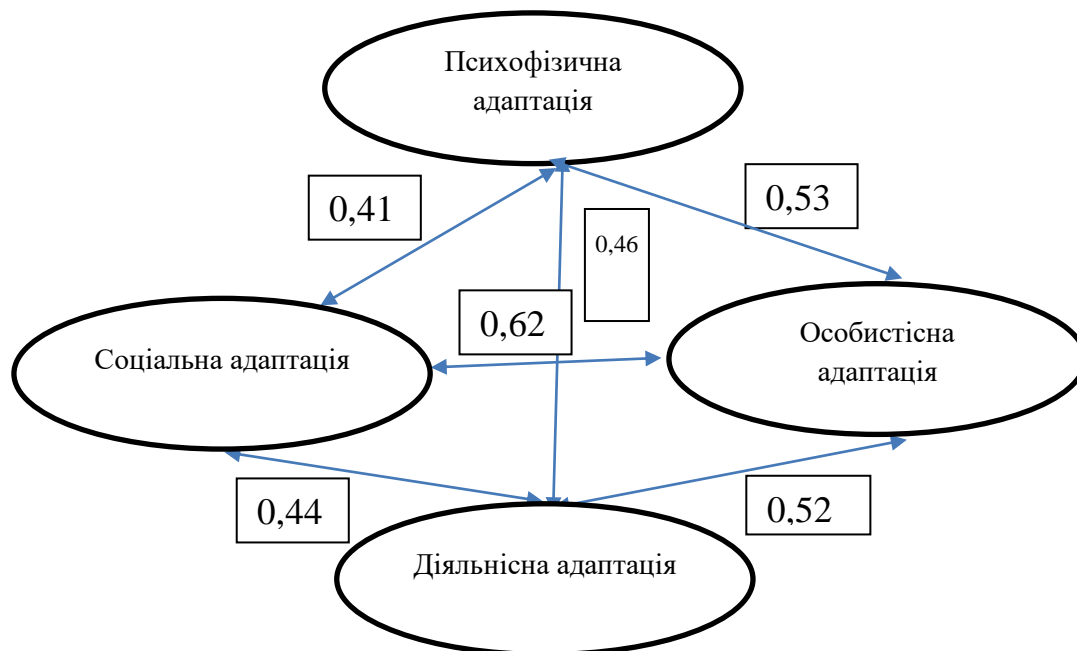 Психофізична
адаптація
0,41
0,53
0,46
0,62
Соціальна адаптація
Особистісна
адаптація
0,44
0,52
Діяльнісна адаптація